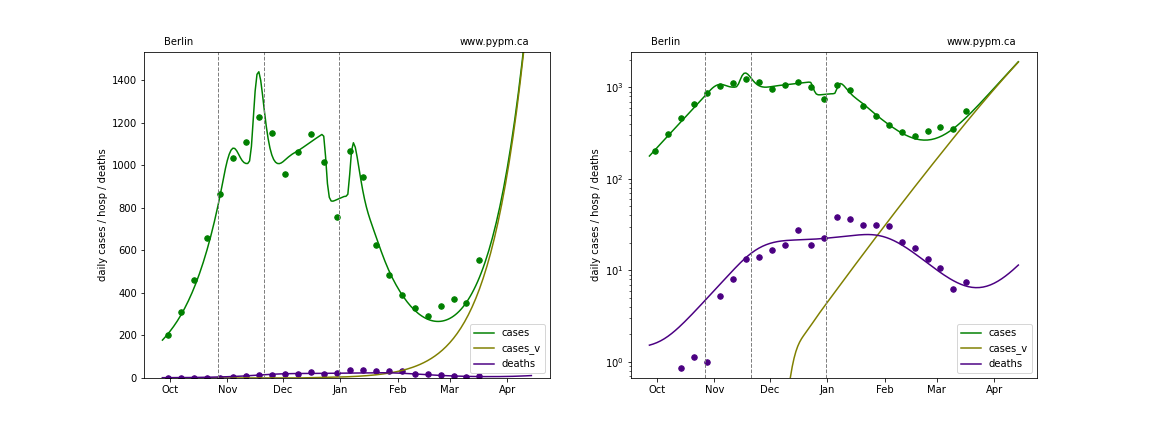 Berlin www.pypm.ca
daily cases / hosp / deaths
1400
1200
1000
800
600
400
200
0
Oct Nov Dec Jan Feb Mar Apr
cases
cases_v
deaths
Berlin www.pypm.ca
daily cases / hosp / deaths
10³
10²
10¹
10⁰
Oct Nov Dec Jan Feb Mar Apr
cases
cases_v
deaths